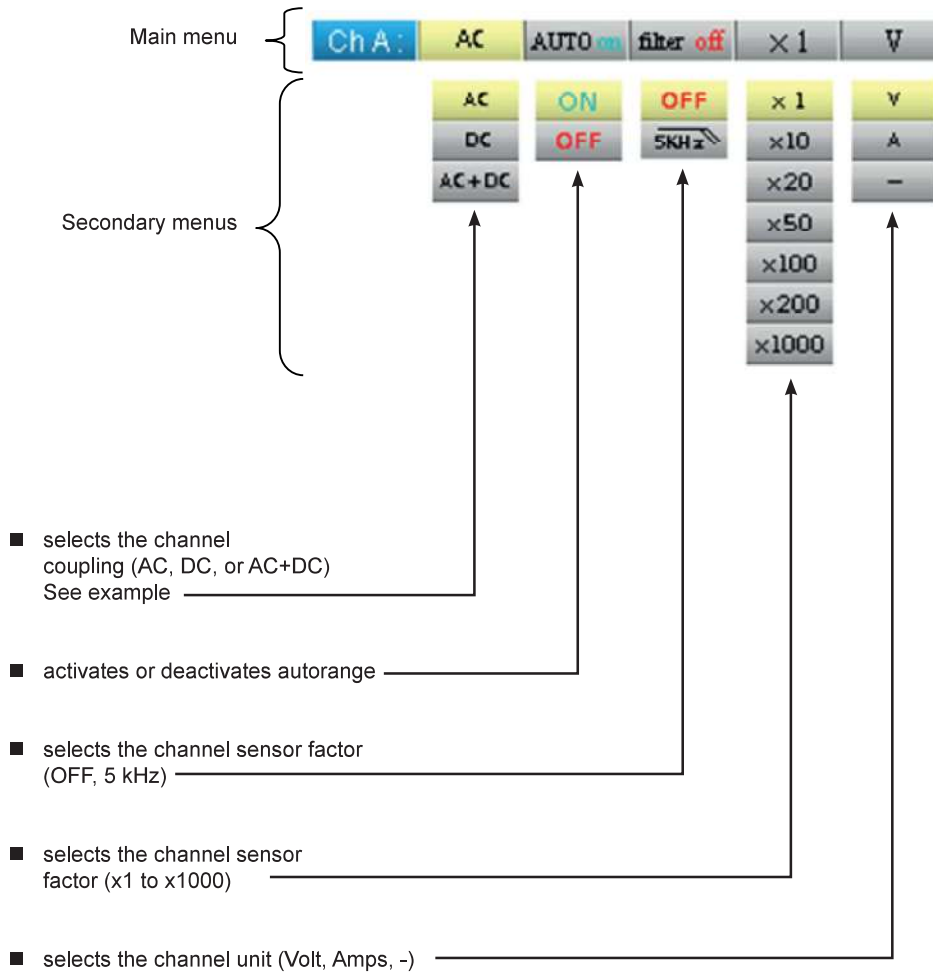 Main menu
Ch A: AC AUTO on filter off ×1 V
Secondary menus
AC ON OFF ×1 V
DC OFF 5KHz ×10 A
AC+DC ×20 –
×50
×100
×200
×1000
■ selects the channel
coupling (AC, DC, or AC+DC)
See example
■ activates or deactivates autorange
■ selects the channel sensor factor
(OFF, 5 kHz)
■ selects the channel sensor
factor (x1 to x1000)
■ selects the channel unit (Volt, Amps, -)